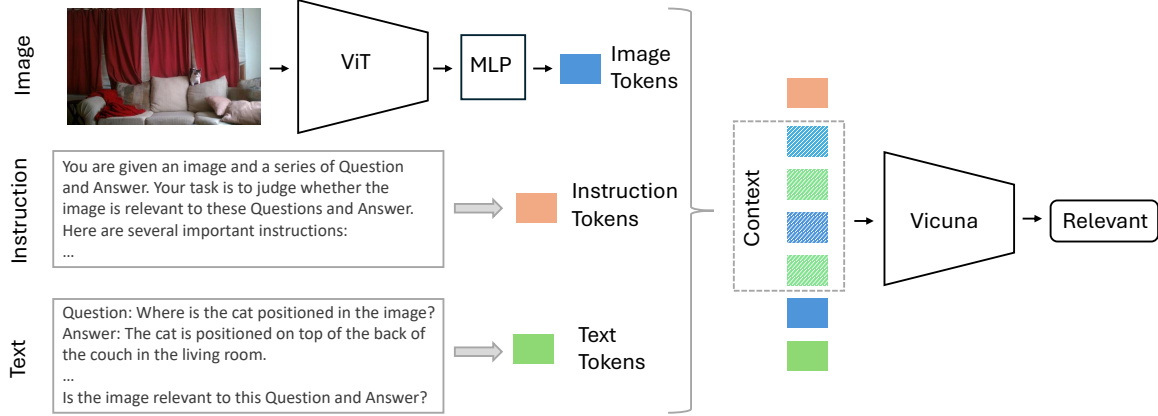 Image
ViT
MLP
Image
Tokens
Instruction
You are given an image and a series of Question
and Answer. Your task is to judge whether the
image is relevant to these Questions and Answer.
Here are several important instructions:
…
Instruction
Tokens
Text
Question: Where is the cat positioned in the image?
Answer: The cat is positioned on top of the back of
the couch in the living room.
…
Is the image relevant to this Question and Answer?
Text
Tokens
Context
Vicuna
Relevant